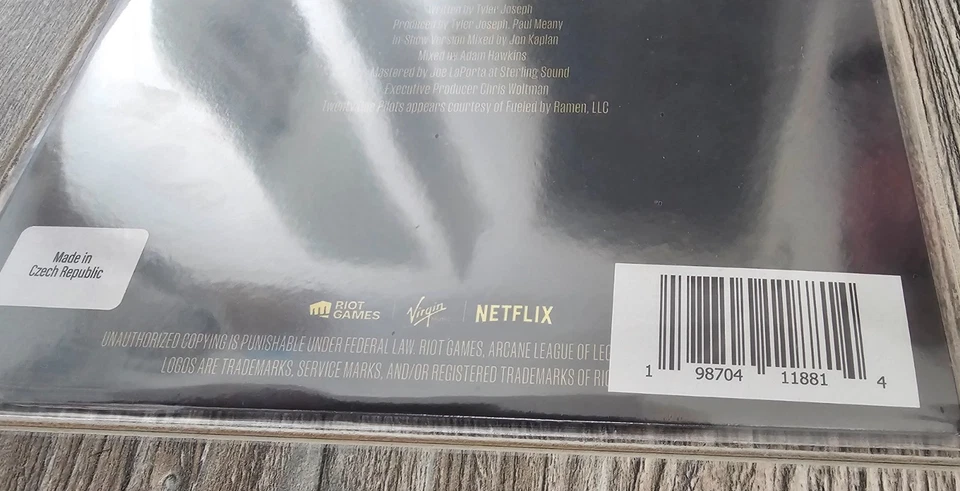 Written by Tyler Joseph
Produced by Tyler Joseph, Paul Meany
In-Show Version Mixed by Jon Kaplan
Mixed by Adam Hawkins
Mastered by Joe LaPorta at Sterling Sound
Executive Producer Chris Woltman
Twenty One Pilots appears courtesy of Fueled by Ramen, LLC
Made in
Czech Republic
RIOT
GAMES
Virgin
NETFLIX
UNAUTHORIZED COPYING IS PUNISHABLE UNDER FEDERAL LAW. RIOT GAMES, ARCANE LEAGUE OF LEG
LOGOS ARE TRADEMARKS, SERVICE MARKS, AND/OR REGISTERED TRADEMARKS OF RIO
1 98704 11881 4